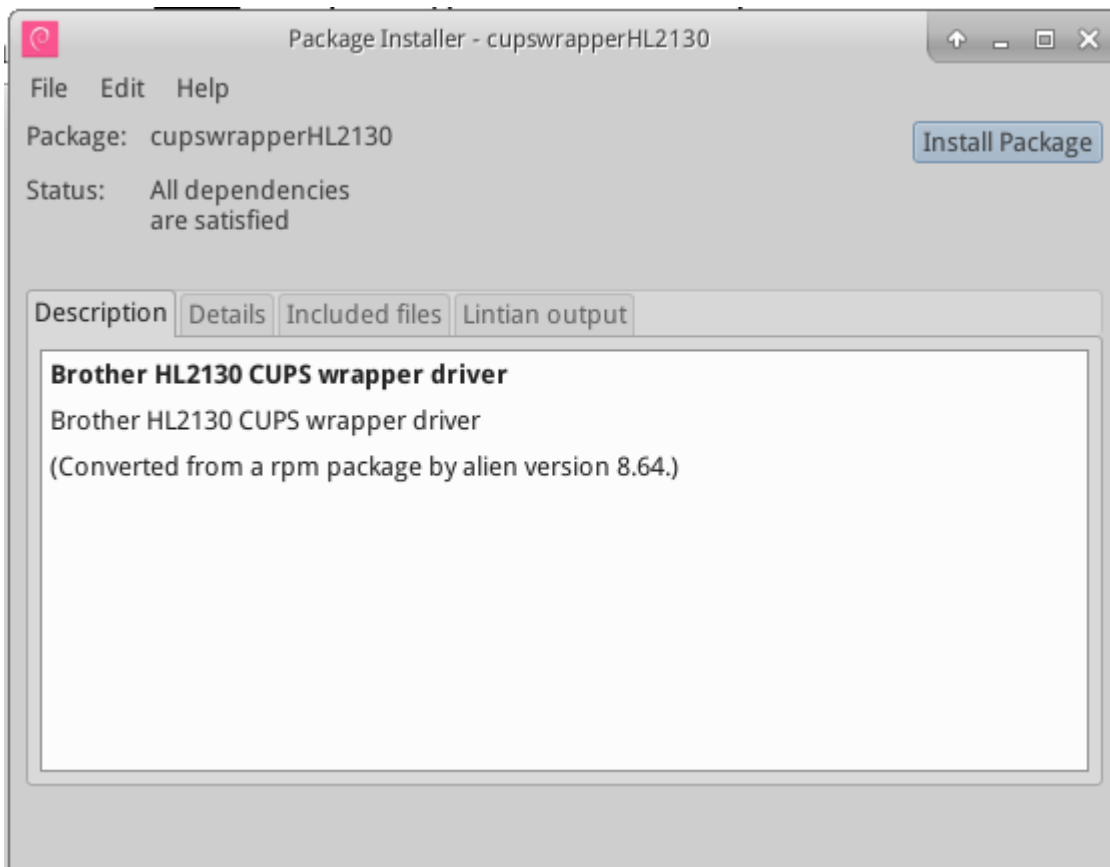 Package Installer - cupswrapperHL2130
File Edit Help
Package: cupswrapperHL2130
Install Package
Status: All dependencies
are satisfied
Description Details Included files Lintian output
Brother HL2130 CUPS wrapper driver
Brother HL2130 CUPS wrapper driver
(Converted from a rpm package by alien version 8.64.)